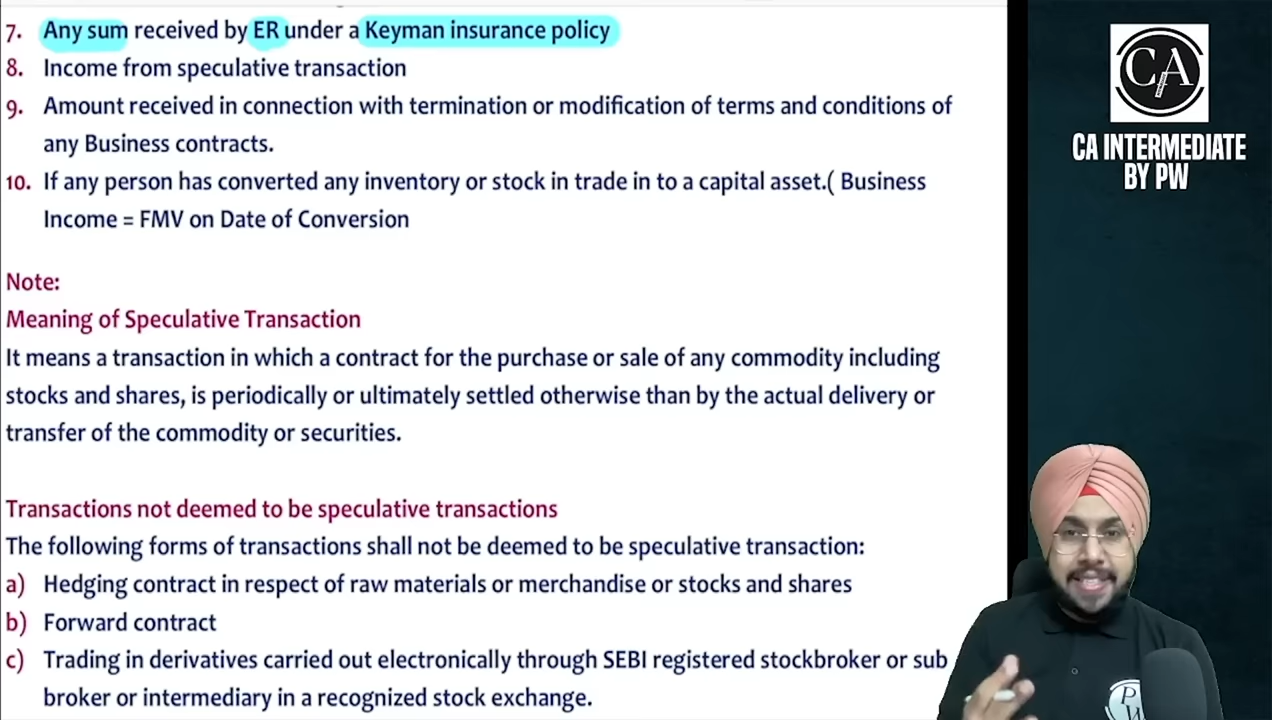 7. Any sum received by ER under a Keyman insurance policy
8. Income from speculative transaction
9. Amount received in connection with termination or modification of terms and conditions of
any Business contracts.
10. If any person has converted any inventory or stock in trade in to a capital asset.( Business
Income = FMV on Date of Conversion
Note:
Meaning of Speculative Transaction
It means a transaction in which a contract for the purchase or sale of any commodity including
stocks and shares, is periodically or ultimately settled otherwise than by the actual delivery or
transfer of the commodity or securities.
Transactions not deemed to be speculative transactions
The following forms of transactions shall not be deemed to be speculative transaction:
a) Hedging contract in respect of raw materials or merchandise or stocks and shares
b) Forward contract
c) Trading in derivatives carried out electronically through SEBI registered stockbroker or sub
broker or intermediary in a recognized stock exchange.
CA
CA INTERMEDIATE
BY PW
P
W